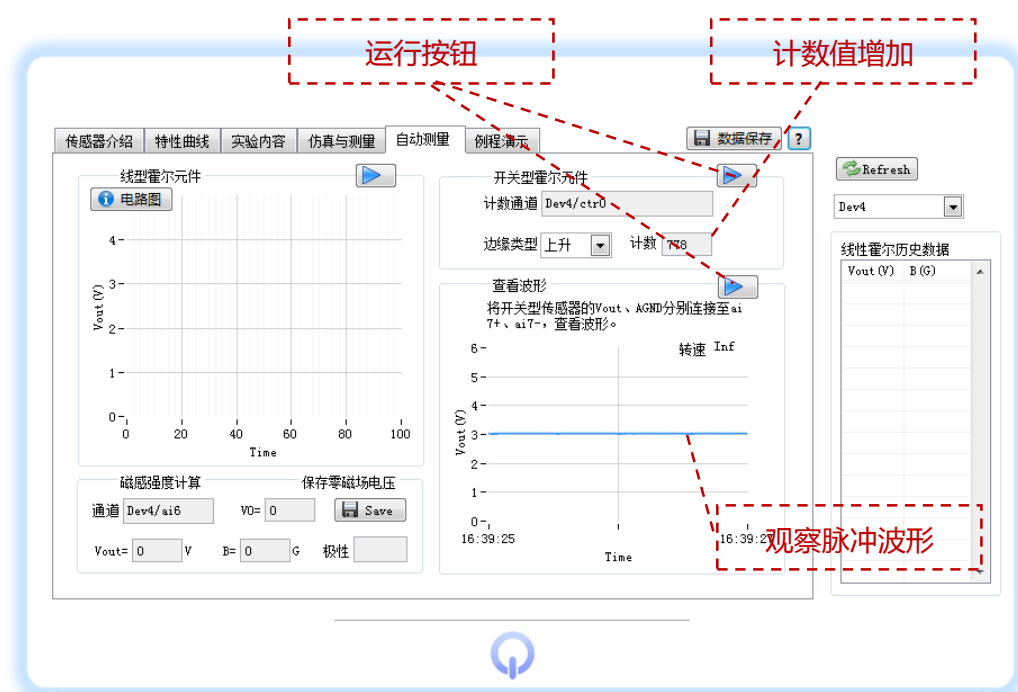 运行按钮
计数值增加
传感器介绍 特性曲线 实验内容 仿真与测量 自动测量 例程演示
数据保存 ?
线型霍尔元件
电路图
4
3
2
1
0
Vout (V)
0 20 40 60 80 100
Time
开关型霍尔元件
计数通道 Dev4/ctr0
边缘类型 上升 计数 778
查看波形
将开关型传感器的Vout、AGND分别连接至ai
7+、ai7-，查看波形。
转速 Inf
6
5
4
3
2
1
0
Vout (V)
16:39:25 16:39:27
Time
观察脉冲波形
磁感强度计算 保存零磁场电压
通道 Dev4/ai6 V0= 0 Save
Vout= 0 V B= 0 G 极性
Refresh
Dev4
线性霍尔历史数据
Vout (V) B (G)